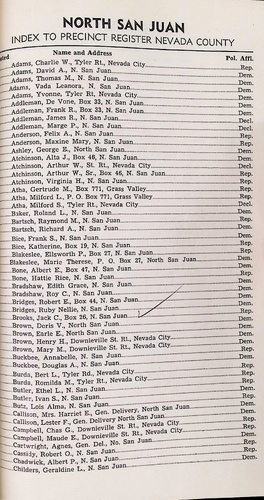 NORTH SAN JUAN
INDEX TO PRECINCT REGISTER NEVADA COUNTY
Name and Address Pol. Affl.
Adams, Charlie W., Tyler Rt., Nevada City Rep.
Adams, David A., N. San Juan Dem.
Adams, Thomas M., N. San Juan Dem.
Adams, Vada Leanora, N. San Juan Dem.
Adams, Yvonne, Tyler Rt, Nevada City Rep.
Addleman, De Vone, Box 33, N. San Juan Dem.
Addleman, Frank R., Box 33, N. San Juan Dem.
Addleman, James R., N. San Juan Decl.
Addleman, Marge P., N. San Juan Dem.
Anderson, Felix A., N. San Juan Rep.
Anderson, Maxine Mary, N. San Juan Rep.
Ashley, George E., North San Juan Dem.
Atchinson, Alta J., Box 46, N. San Juan Dem.
Atchinson, Arthur W., St. Rt., Nevada City Decl.
Atchinson, Arthur W., Sr., Box 46, N. San Juan Rep.
Atchinson, Virginia H., N. San Juan Rep.
Atha, Gertrude M., Box 771, Grass Valley Rep.
Atha, Milford L., P. O. Box 771, Grass Valley Rep.
Atha, Milford S., Tyler Rt., Nevada City Decl.
Baker, Roland L., N. San Juan Dem.
Bartsch, Raymond M., N. San Juan Dem.
Bartsch, Richard A., N. San Juan Dem.
Bice, Frank S., N. San Juan Dem.
Bice, Katherine, Box 19, N. San Juan Rep.
Blakeslee, Ellsworth P., Box 27, N. San Juan Dem.
Blakeslee, Marie Therese, P. O. Box 27, North San Juan Dem.
Bone, Albert E., Box 47, N. San Juan Rep.
Bone, Hattie Rice, N. San Juan Rep.
Bradshaw, Edith Grace, N. San Juan Dem.
Bradshaw, Roy C., N. San Juan Dem.
Bridges, Robert E., Box 44, N. San Juan Dem.
Bridges, Ruby Nellie, N. San Juan Rep.
Brooks, Jack C., Box 26, N. San Juan Rep.
Brown, Doris V., North San Juan Dem.
Brown, Earle E., North San Juan Dem.
Brown, Henry H., Downieville St. Rt., Nevada City Dem.
Brown, Mary M., Downieville St. Rt., Nevada City Dem.
Buckbee, Annabelle, N. San Juan Dem.
Buckbee, Douglas A., N. San Juan
Burda, Berl L., Tyler Rd., Nevada City Rep.
Burda, Romilda M., Tyler Rt., Nevada City Rep.
Butler, Ethel L., N. San Juan Dem.
Butler, Ivan S., N. San Juan Rep.
Butz, Lois Alma, N. San Juan Dem.
Callison, Mrs. Harriet E., Gen. Delivery, North San Juan Dem.
Callison, Lester F., Gen. Delivery North San Juan
Campbell, Chas G., Downieville St. Rt., Nevada City Rep.
Campbell, Maude E., Downieville St. Rt., Nevada City Dem.
Cartwright, Agnes, Gen. Del., No. San Juan Rep.
Cassidy, Robert O., N. San Juan Rep.
Chadwick, Albert P., N. San Juan Dem.
Childers, Geraldine L., N. San Juan